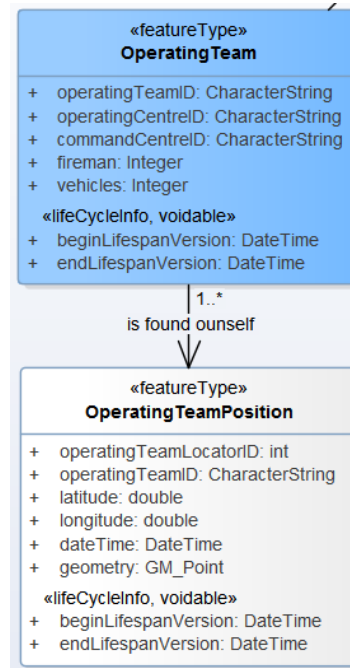 «featureType»
OperatingTeam
+ operatingTeamID: CharacterString
+ operatingCentreID: CharacterString
+ commandCentreID: CharacterString
+ fireman: Integer
+ vehicles: Integer
«lifeCycleInfo, voidable»
+ beginLifespanVersion: DateTime
+ endLifespanVersion: DateTime
1..*
is found ounself
«featureType»
OperatingTeamPosition
+ operatingTeamLocatorID: int
+ operatingTeamID: CharacterString
+ latitude: double
+ longitude: double
+ dateTime: DateTime
+ geometry: GM_Point
«lifeCycleInfo, voidable»
+ beginLifespanVersion: DateTime
+ endLifespanVersion: DateTime